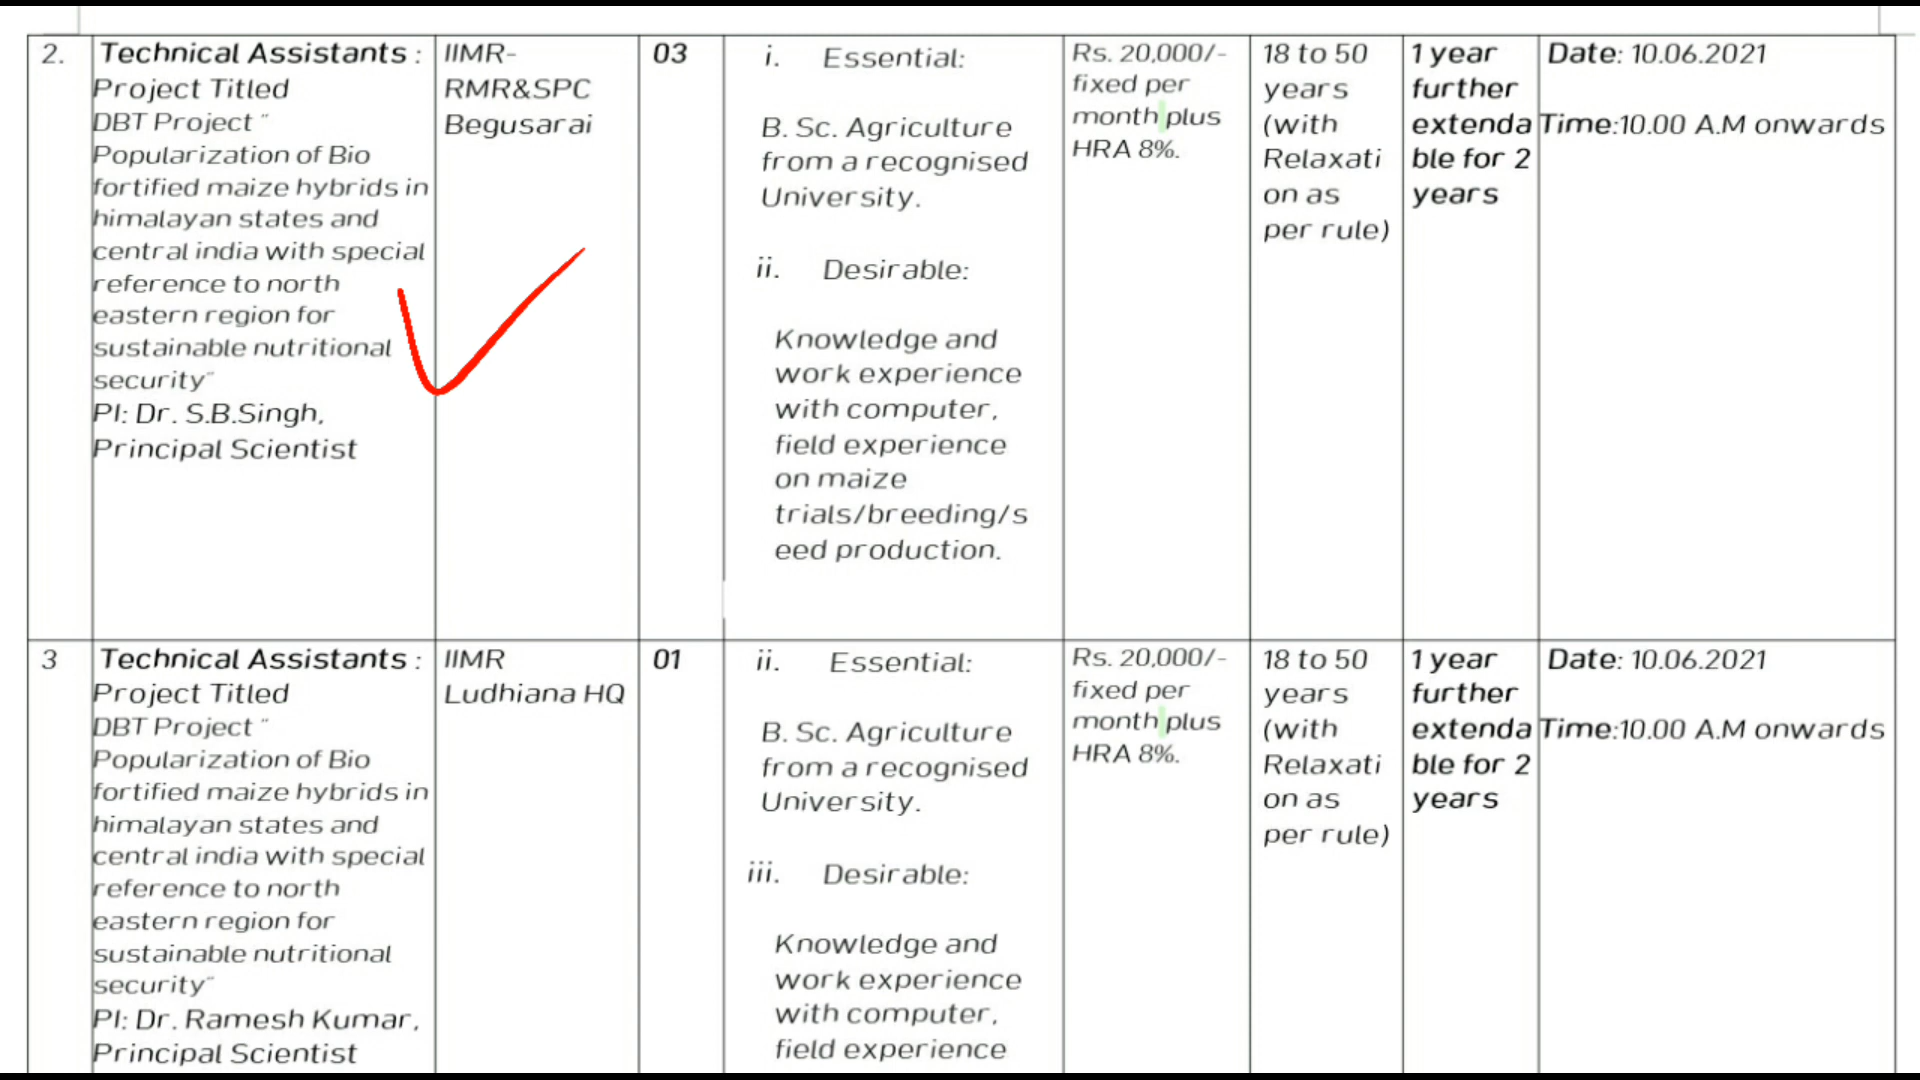 2.
Technical Assistants :
Project Titled
DBT Project "
Popularization of Bio
fortified maize hybrids in
himalayan states and
central india with special
reference to north
eastern region for
sustainable nutritional
security"
PI: Dr. S.B.Singh,
Principal Scientist
IIMR-
RMR&SPC
Begusarai
03
i. Essential:
B. Sc. Agriculture
from a recognised
University.
ii. Desirable:
Knowledge and
work experience
with computer,
field experience
on maize
trials/breeding/s
eed production.
Rs. 20,000/-
fixed per
month plus
HRA 8%.
18 to 50
years
(with
Relaxati
on as
per rule)
1 year
further
extenda
ble for 2
years
Date: 10.06.2021
Time:10.00 A.M onwards
3
Technical Assistants :
Project Titled
DBT Project "
Popularization of Bio
fortified maize hybrids in
himalayan states and
central india with special
reference to north
eastern region for
sustainable nutritional
security"
PI: Dr. Ramesh Kumar,
Principal Scientist
IIMR
Ludhiana HQ
01
ii. Essential:
B. Sc. Agriculture
from a recognised
University.
iii. Desirable:
Knowledge and
work experience
with computer,
field experience
Rs. 20,000/-
fixed per
month plus
HRA 8%.
18 to 50
years
(with
Relaxati
on as
per rule)
1 year
further
extenda
ble for 2
years
Date: 10.06.2021
Time:10.00 A.M onwards